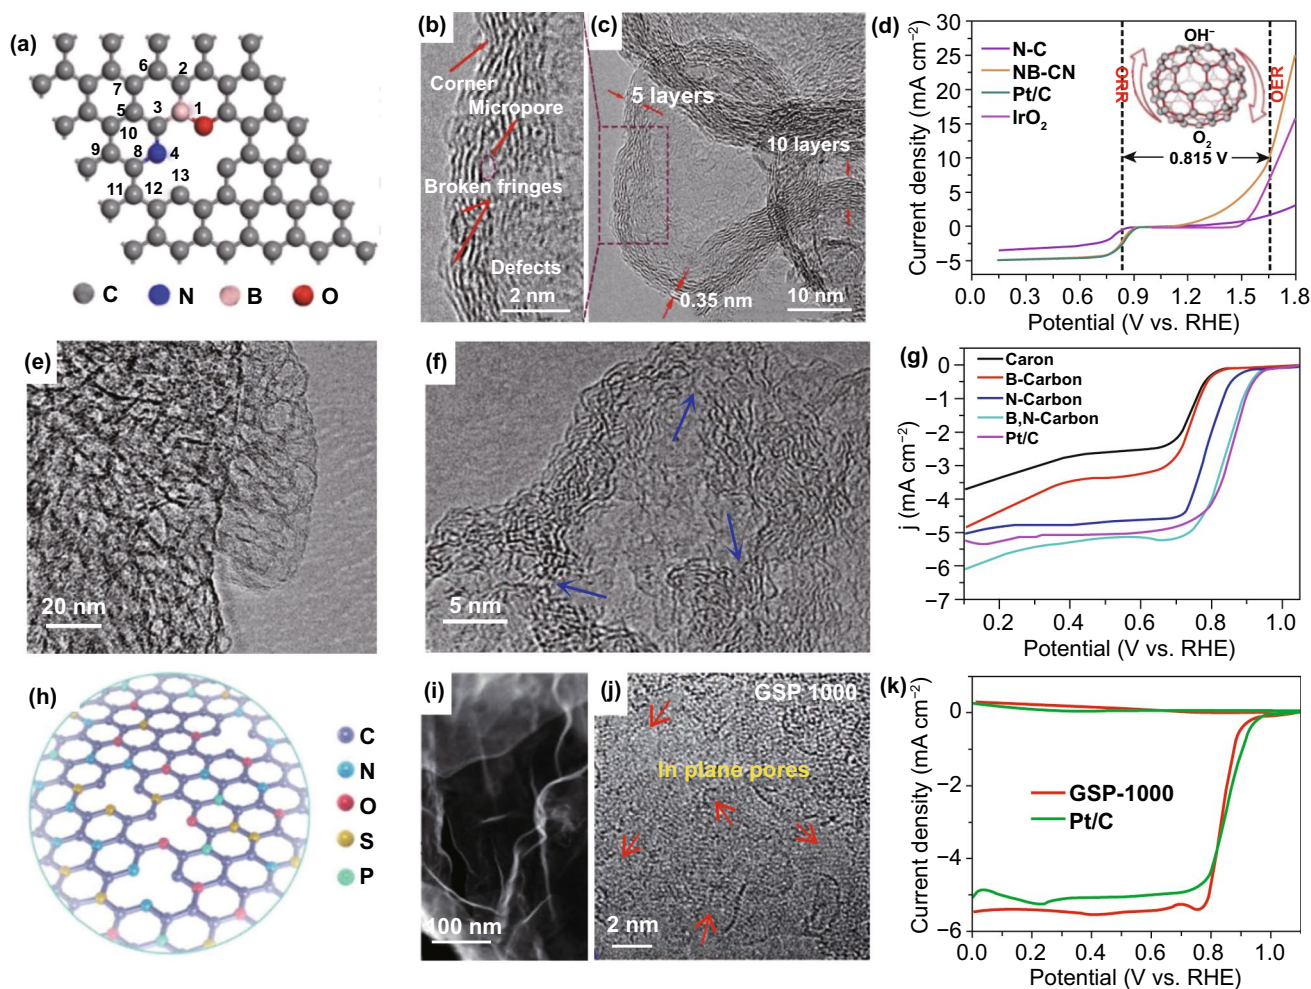 (a)
6
2
7
5
3
1
10
9
8
4
11
12
13
C
N
B
O
(b)
Corner
Micropore
Broken fringes
Defects
2 nm
(c)
5 layers
10 layers
0.35 nm
10 nm
(d)
30
25
20
15
10
5
0
−5
Current density (mA cm⁻²)
N-C
NB-CN
Pt/C
IrO₂
ORR
OH⁻
O₂
OER
0.815 V
0.0
0.3
0.6
0.9
1.2
1.5
1.8
Potential (V vs. RHE)
(e)
20 nm
(f)
5 nm
(g)
Caron
B-Carbon
N-Carbon
B,N-Carbon
Pt/C
0
−1
−2
−3
−4
−5
−6
−7
j (mA cm⁻²)
0.2
0.4
0.6
0.8
1.0
Potential (V vs. RHE)
(h)
C
N
O
S
P
(i)
100 nm
(j)
GSP 1000
In plane pores
2 nm
(k)
0
−2
−4
−6
Current density (mA cm⁻²)
GSP-1000
Pt/C
0.0
0.2
0.4
0.6
0.8
1.0
Potential (V vs. RHE)